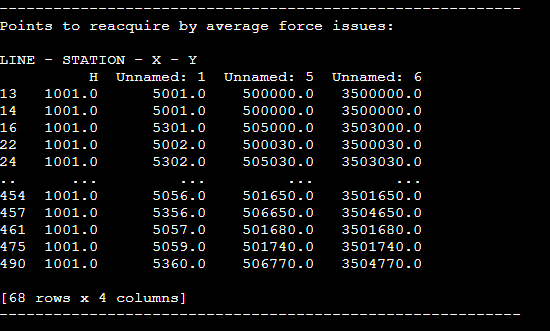 ----------------------------------------------------------------
Points to reacquire by average force issues:
LINE - STATION - X - Y
H Unnamed: 1 Unnamed: 5 Unnamed: 6
13 1001.0 5001.0 500000.0 3500000.0
14 1001.0 5001.0 500000.0 3500000.0
16 1001.0 5301.0 505000.0 3503000.0
22 1001.0 5002.0 500030.0 3500030.0
24 1001.0 5302.0 505030.0 3503030.0
.. ... ... ... ...
454 1001.0 5056.0 501650.0 3501650.0
457 1001.0 5356.0 506650.0 3504650.0
461 1001.0 5057.0 501680.0 3501680.0
475 1001.0 5059.0 501740.0 3501740.0
490 1001.0 5360.0 506770.0 3504770.0
[68 rows x 4 columns]
----------------------------------------------------------------